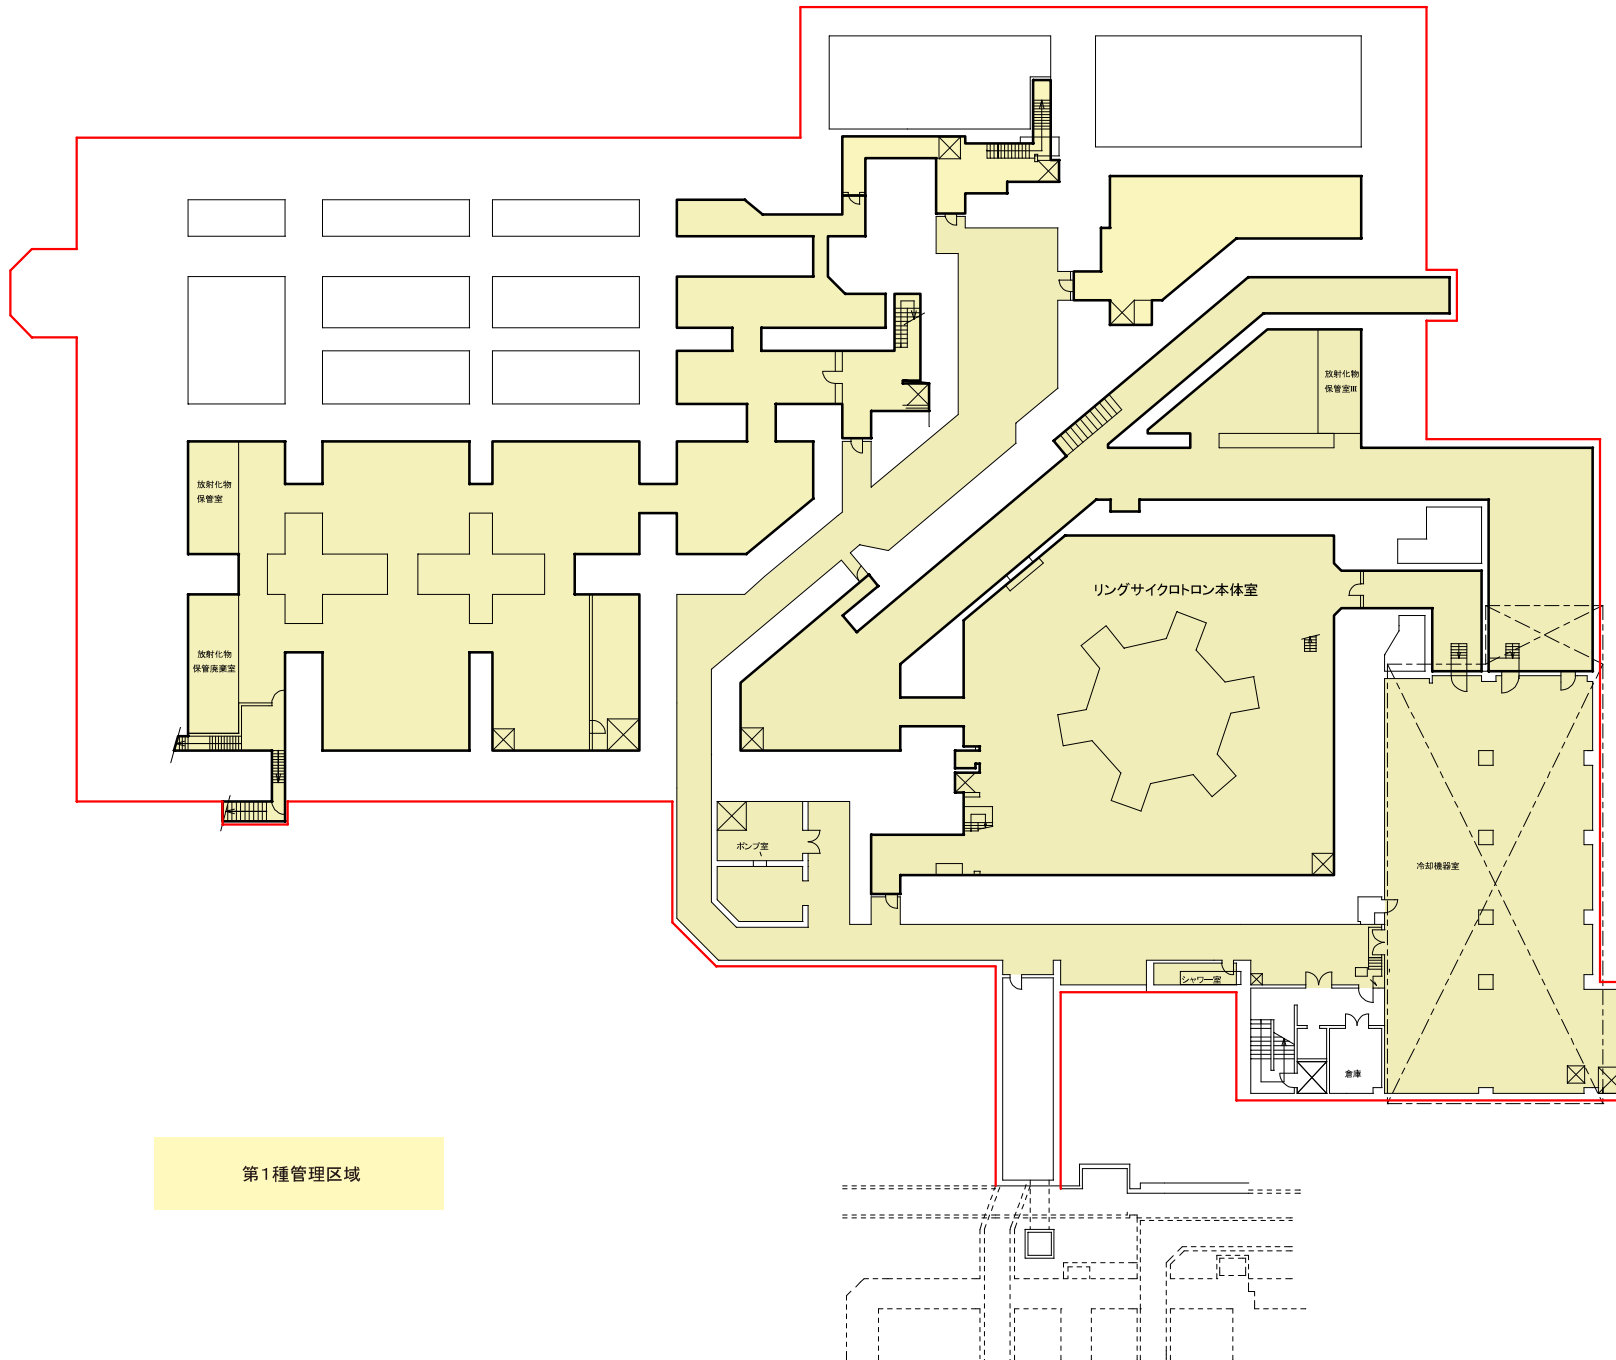 放射化物
保管室Ⅲ
放射化物
保管室
リングサイクロトロン本体室
放射化物
保管廃棄室
ポンプ室
冷却機器室
シャワー室
倉庫
第1種管理区域